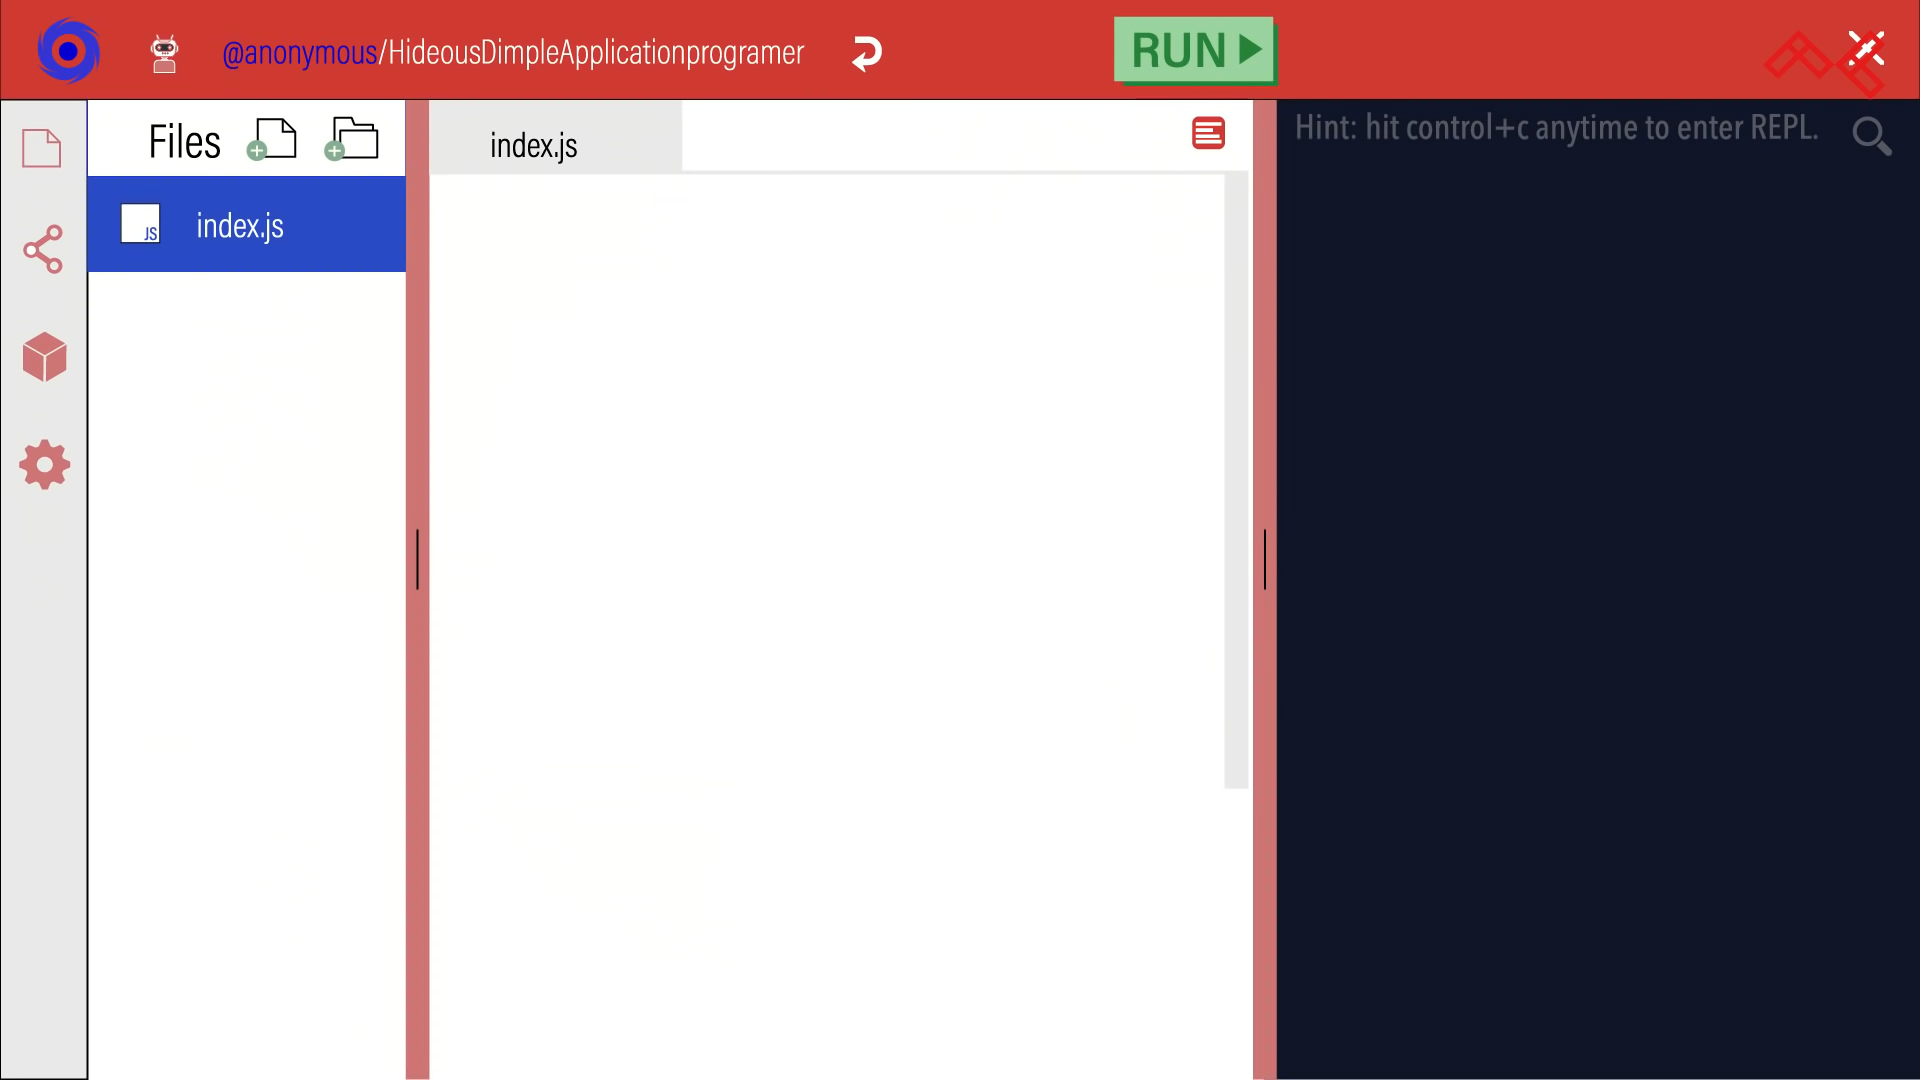 @anonymous/HideousDimpleApplicationprogramer
RUN
Files
index.js
JS
index.js
Hint: hit control+c anytime to enter REPL.